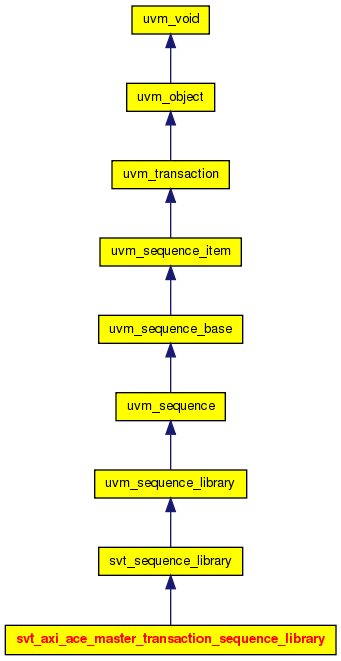 uvm_void
uvm_object
uvm_transaction
uvm_sequence_item
uvm_sequence_base
uvm_sequence
uvm_sequence_library
svt_sequence_library
svt_axi_ace_master_transaction_sequence_library